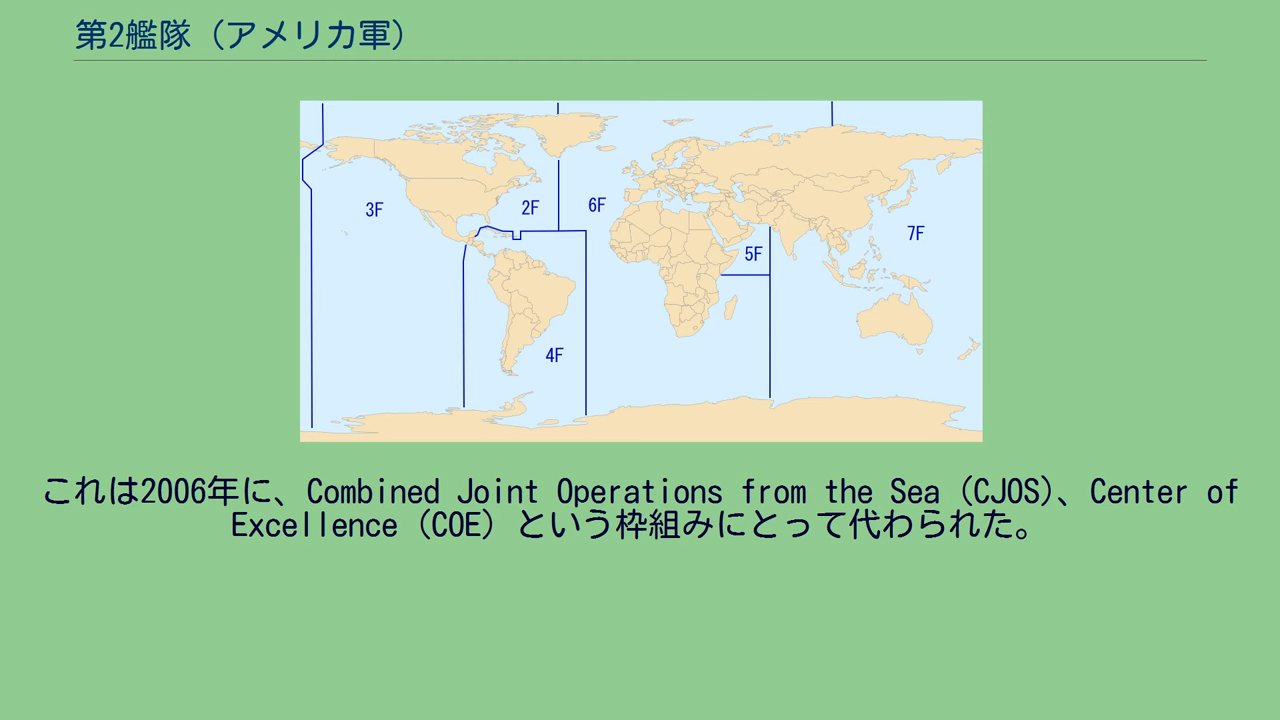 第2艦隊（アメリカ軍）
3F
2F
6F
7F
5F
4F
これは2006年に、Combined Joint Operations from the Sea（CJOS）、Center of
Excellence（COE）という枠組みにとって代わられた。